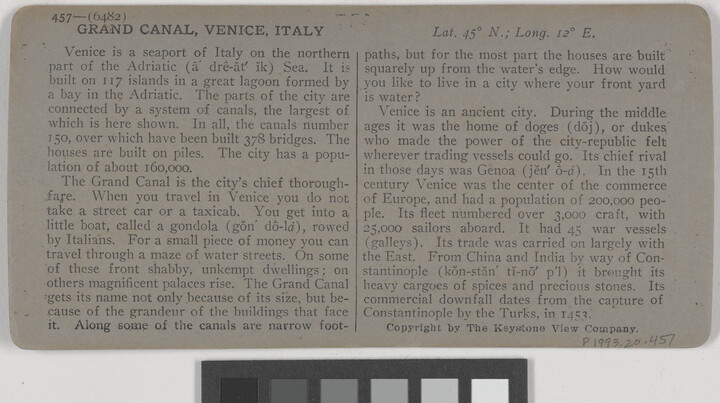 457—(6482)
GRAND CANAL, VENICE, ITALY
Venice is a seaport of Italy on the northern
part of the Adriatic (ā´ drê-ăt´ ĭk) Sea. It is
built on 117 islands in a great lagoon formed by
a bay in the Adriatic. The parts of the city are
connected by a system of canals, the largest of
which is here shown. In all, the canals number
150, over which have been built 378 bridges. The
houses are built on piles. The city has a popu-
lation of about 160,000.
The Grand Canal is the city's chief thorough-
fare. When you travel in Venice you do not
take a street car or a taxicab. You get into a
little boat, called a gondola (gŏn´ dô-lȧ), rowed
by Italians. For a small piece of money you can
travel through a maze of water streets. On some
of these front shabby, unkempt dwellings; on
others magnificent palaces rise. The Grand Canal
gets its name not only because of its size, but be-
cause of the grandeur of the buildings that face
it. Along some of the canals are narrow foot-
Lat. 45° N.; Long. 12° E.
paths, but for the most part the houses are built
squarely up from the water's edge. How would
you like to live in a city where your front yard
is water?
Venice is an ancient city. During the middle
ages it was the home of doges (dōj), or dukes
who made the power of the city-republic felt
wherever trading vessels could go. Its chief rival
in those days was Genoa (jĕn´ ô-ȧ). In the 15th
century Venice was the center of the commerce
of Europe, and had a population of 200,000 peo-
ple. Its fleet numbered over 3,000 craft, with
25,000 sailors aboard. It had 45 war vessels
(galleys). Its trade was carried on largely with
the East. From China and India by way of Con-
stantinople (kŏn-stăn´ tĭ-nō´ p'l) it brought its
heavy cargoes of spices and precious stones. Its
commercial downfall dates from the capture of
Constantinople by the Turks, in 1453.
Copyright by The Keystone View Company.
P1993.20.457